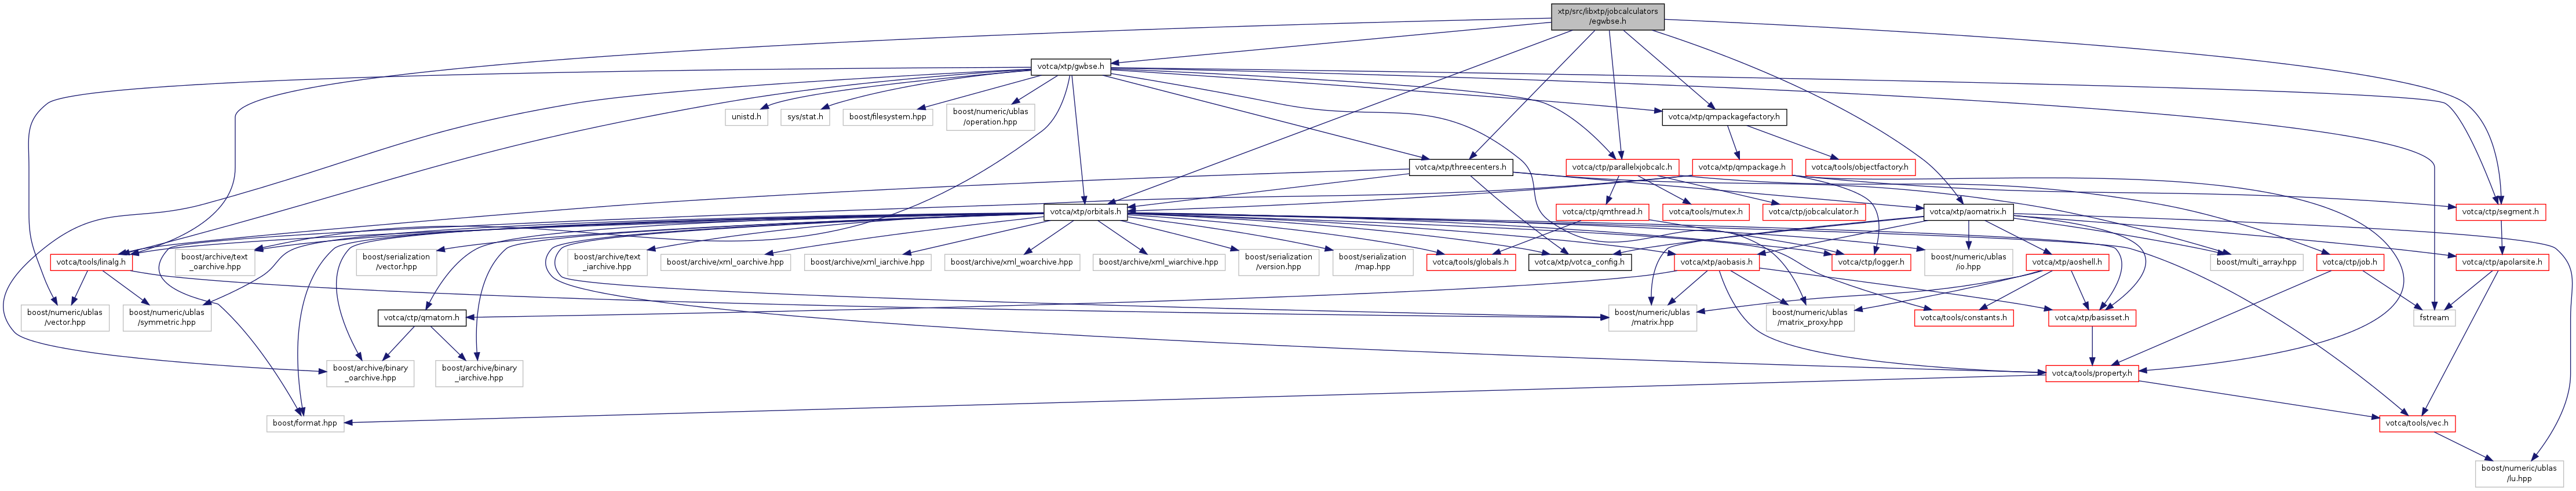 xtp/src/libxtp/jobcalculators
/egwbse.h
votca/xtp/gwbse.h
unistd.h
sys/stat.h
boost/filesystem.hpp
boost/numeric/ublas
/operation.hpp
votca/xtp/qmpackagefactory.h
votca/xtp/threecenters.h
votca/ctp/parallelxjobcalc.h
votca/xtp/qmpackage.h
votca/tools/objectfactory.h
votca/xtp/orbitals.h
votca/ctp/qmthread.h
votca/tools/mutex.h
votca/ctp/jobcalculator.h
votca/xtp/aomatrix.h
votca/ctp/segment.h
votca/tools/linalg.h
boost/archive/text
_oarchive.hpp
boost/serialization
/vector.hpp
boost/archive/text
_iarchive.hpp
boost/archive/xml_oarchive.hpp
boost/archive/xml_iarchive.hpp
boost/archive/xml_woarchive.hpp
boost/archive/xml_wiarchive.hpp
boost/serialization
/version.hpp
boost/serialization
/map.hpp
votca/tools/globals.h
votca/xtp/votca_config.h
votca/xtp/aobasis.h
votca/ctp/logger.h
boost/numeric/ublas
/io.hpp
votca/xtp/aoshell.h
boost/multi_array.hpp
votca/ctp/job.h
votca/ctp/apolarsite.h
boost/numeric/ublas
/vector.hpp
boost/numeric/ublas
/symmetric.hpp
votca/ctp/qmatom.h
boost/numeric/ublas
/matrix.hpp
boost/numeric/ublas
/matrix_proxy.hpp
votca/tools/constants.h
votca/xtp/basisset.h
fstream
boost/archive/binary
_oarchive.hpp
boost/archive/binary
_iarchive.hpp
votca/tools/property.h
boost/format.hpp
votca/tools/vec.h
boost/numeric/ublas
/lu.hpp